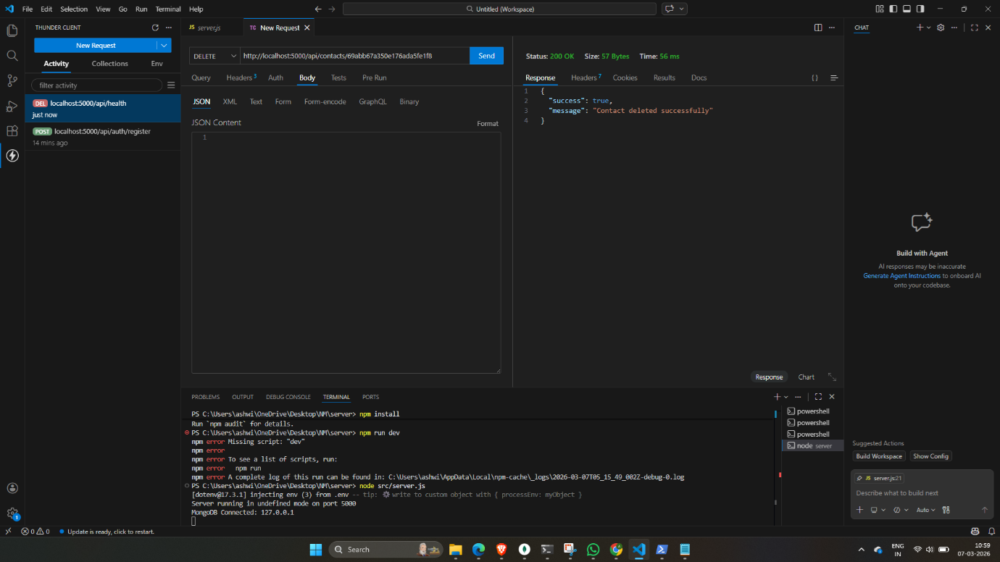 File Edit Selection View Go Run Terminal Help
Untitled (Workspace)
THUNDER CLIENT
New Request
Activity Collections Env
filter activity
DEL localhost:5000/api/health
just now
POST localhost:5000/api/auth/register
14 mins ago
JS server.js
TC New Request
DELETE http://localhost:5000/api/contacts/69abb67a350e176ada5fe1f8 Send
Query Headers 3 Auth Body Tests Pre Run
JSON XML Text Form Form-encode GraphQL Binary
JSON Content Format
1
Status: 200 OK Size: 57 Bytes Time: 56 ms
Response Headers 7 Cookies Results Docs {}
1 {
2 "success": true,
3 "message": "Contact deleted successfully"
4 }
Response Chart
PROBLEMS OUTPUT DEBUG CONSOLE TERMINAL PORTS
PS C:\Users\ashwi\OneDrive\Desktop\NM\server> npm install
Run `npm audit` for details.
PS C:\Users\ashwi\OneDrive\Desktop\NM\server> npm run dev
npm error Missing script: "dev"
npm error
npm error To see a list of scripts, run:
npm error npm run
npm error A complete log of this run can be found in: C:\Users\ashwi\AppData\Local\npm-cache\_logs\2026-03-07T05_15_49_002Z-debug-0.log
PS C:\Users\ashwi\OneDrive\Desktop\NM\server> node src/server.js
[dotenv@17.3.1] injecting env (3) from .env -- tip: ⚙️ write to custom object with { processEnv: myObject }
Server running in undefined mode on port 5000
MongoDB Connected: 127.0.0.1
powershell
powershell
powershell
node server
CHAT
Build with Agent
AI responses may be inaccurate
Generate Agent Instructions to onboard AI
onto your codebase.
Suggested Actions
Build Workspace Show Config
JS server.js:21
Describe what to build next
Auto
1
0 0 Update is ready, click to restart.
Search
ENG
IN
10:59
07-03-2026